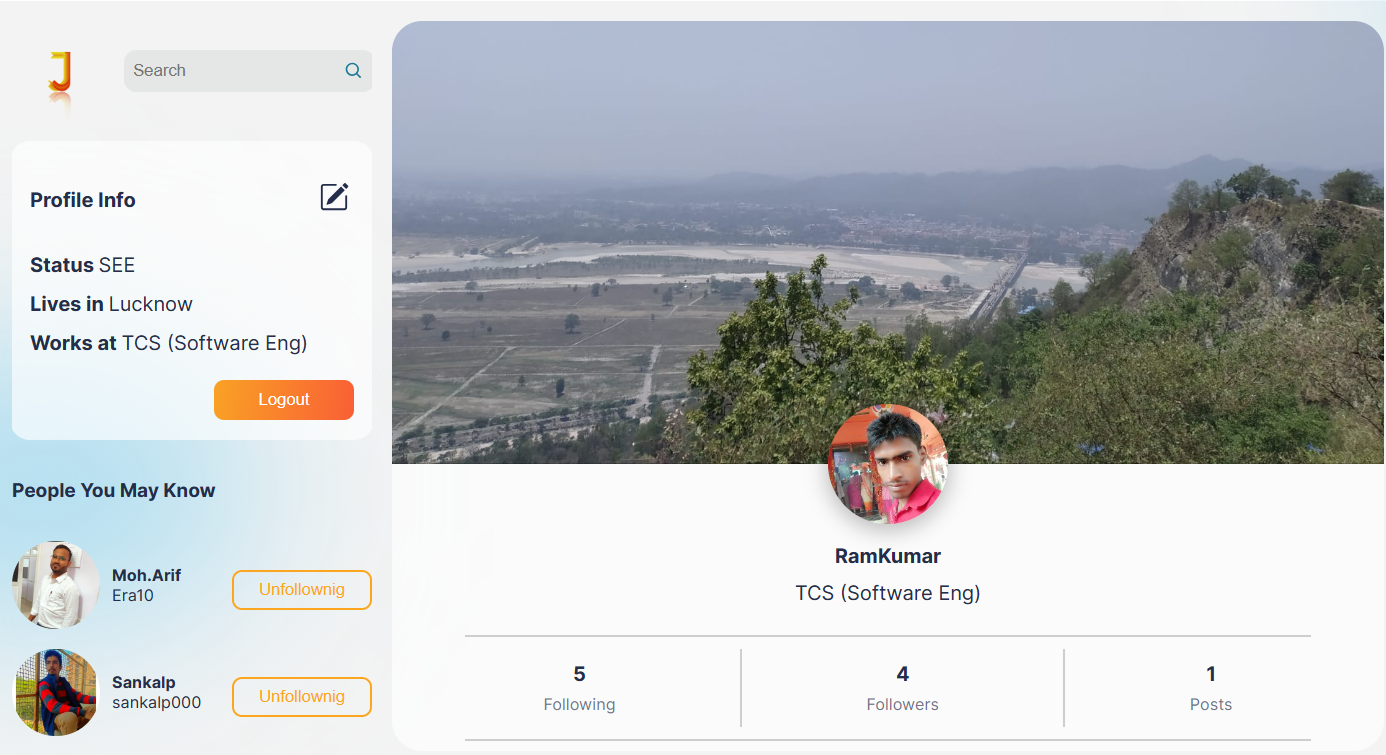 J
Search
Profile Info
Status SEE
Lives in Lucknow
Works at TCS (Software Eng)
Logout
People You May Know
Moh.Arif
Era10
Unfollownig
Sankalp
sankalp000
Unfollownig
RamKumar
TCS (Software Eng)
5
Following
4
Followers
1
Posts